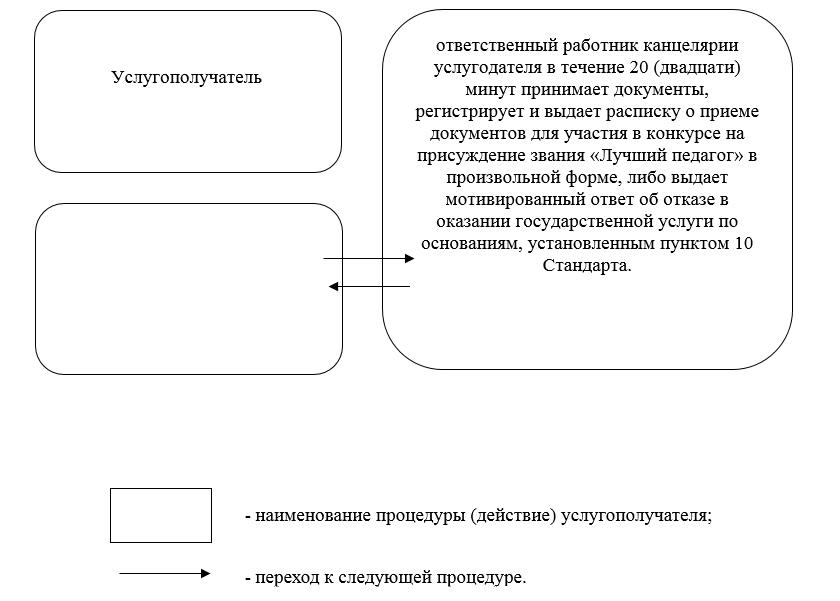 Услугополучатель
ответственный работник канцелярии
услугодателя в течение 20 (двадцати)
минут принимает документы,
регистрирует и выдает расписку о приеме
документов для участия в конкурсе на
присуждение звания «Лучший педагог» в
произвольной форме, либо выдает
мотивированный ответ об отказе в
оказании государственной услуги по
основаниям, установленным пунктом 10
Стандарта.
- наименование процедуры (действие) услугополучателя;
- переход к следующей процедуре.